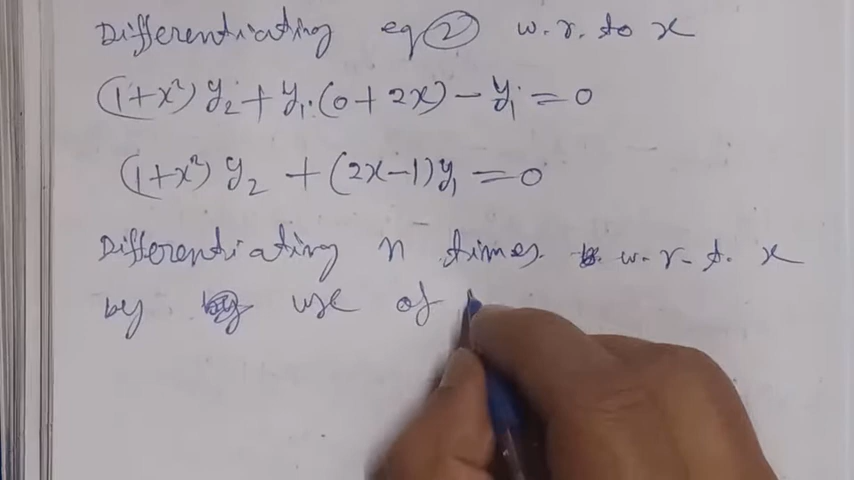 Differentiating eq ② w.r. to x
(1+x²) y₂ + y₁.(0+2x) - y₁ = 0
(1+x²) y₂ + (2x-1)y₁ = 0
Differentiating n times w.r.t. x
by use of